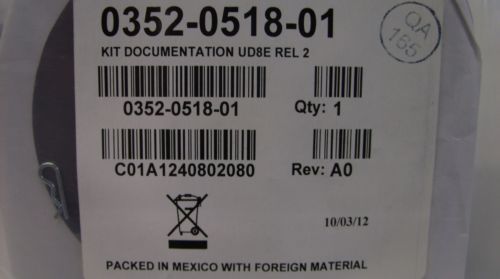 0352-0518-01
QA
165
KIT DOCUMENTATION UD8E REL 2
0352-0518-01 Qty: 1
C01A1240802080 Rev: A0
10/03/12
PACKED IN MEXICO WITH FOREIGN MATERIAL